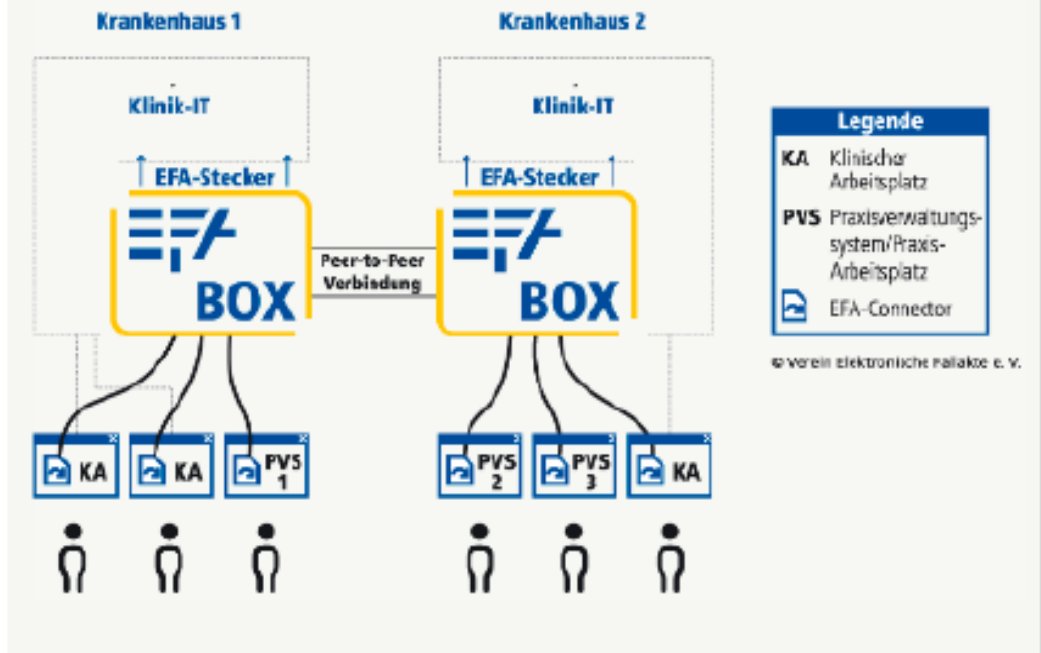 Krankenhaus 1
Krankenhaus 2
Klinik-IT
Klinik-IT
EFA-Stecker
EFA-Stecker
EFA
BOX
EFA
BOX
Peer-to-Peer
Verbindung
KA
KA
PVS
1
PVS
2
PVS
3
KA
Legende
KA Klinischer
Arbeitsplatz
PVS Praxisverwaltungs-
system/Praxis-
Arbeitsplatz
EFA-Connector
© Verein Elektronische Fallakte e. V.